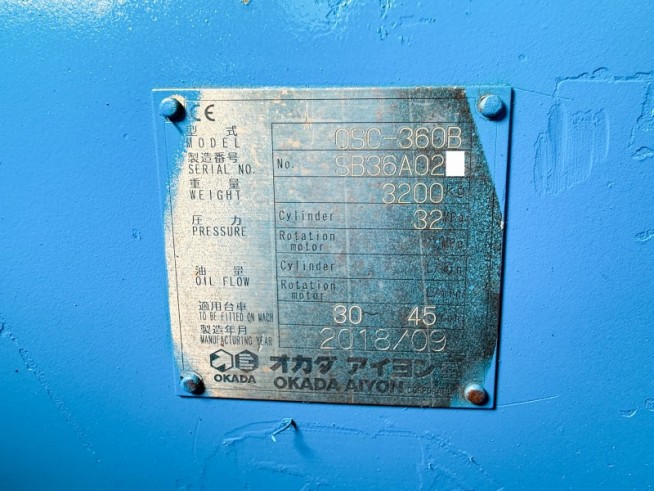 CE
型式 OSC-360B
MODEL
製造番号 No. SB36A02
SERIAL NO.
重量 3200 kg
WEIGHT
圧力 Cylinder 32
PRESSURE Rotation motor
油量 Cylinder
OIL FLOW Rotation motor
適用台車 30~45
TO BE FITTED ON MACH
製造年月 2018/09
MANUFACTURING YEAR
オカダ アイヨン
OKADA OKADA AIYON